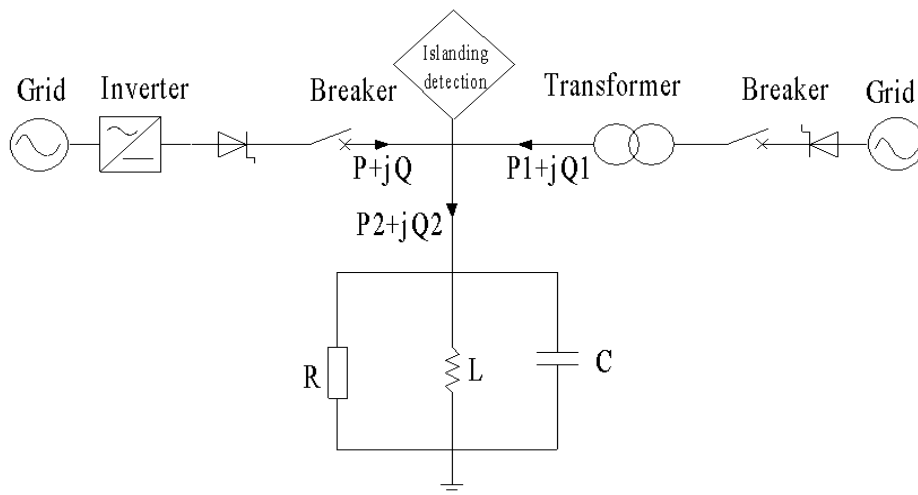 Islanding
detection
Grid
Inverter
Breaker
Transformer
Breaker
Grid
P+jQ
P1+jQ1
P2+jQ2
R
L
C